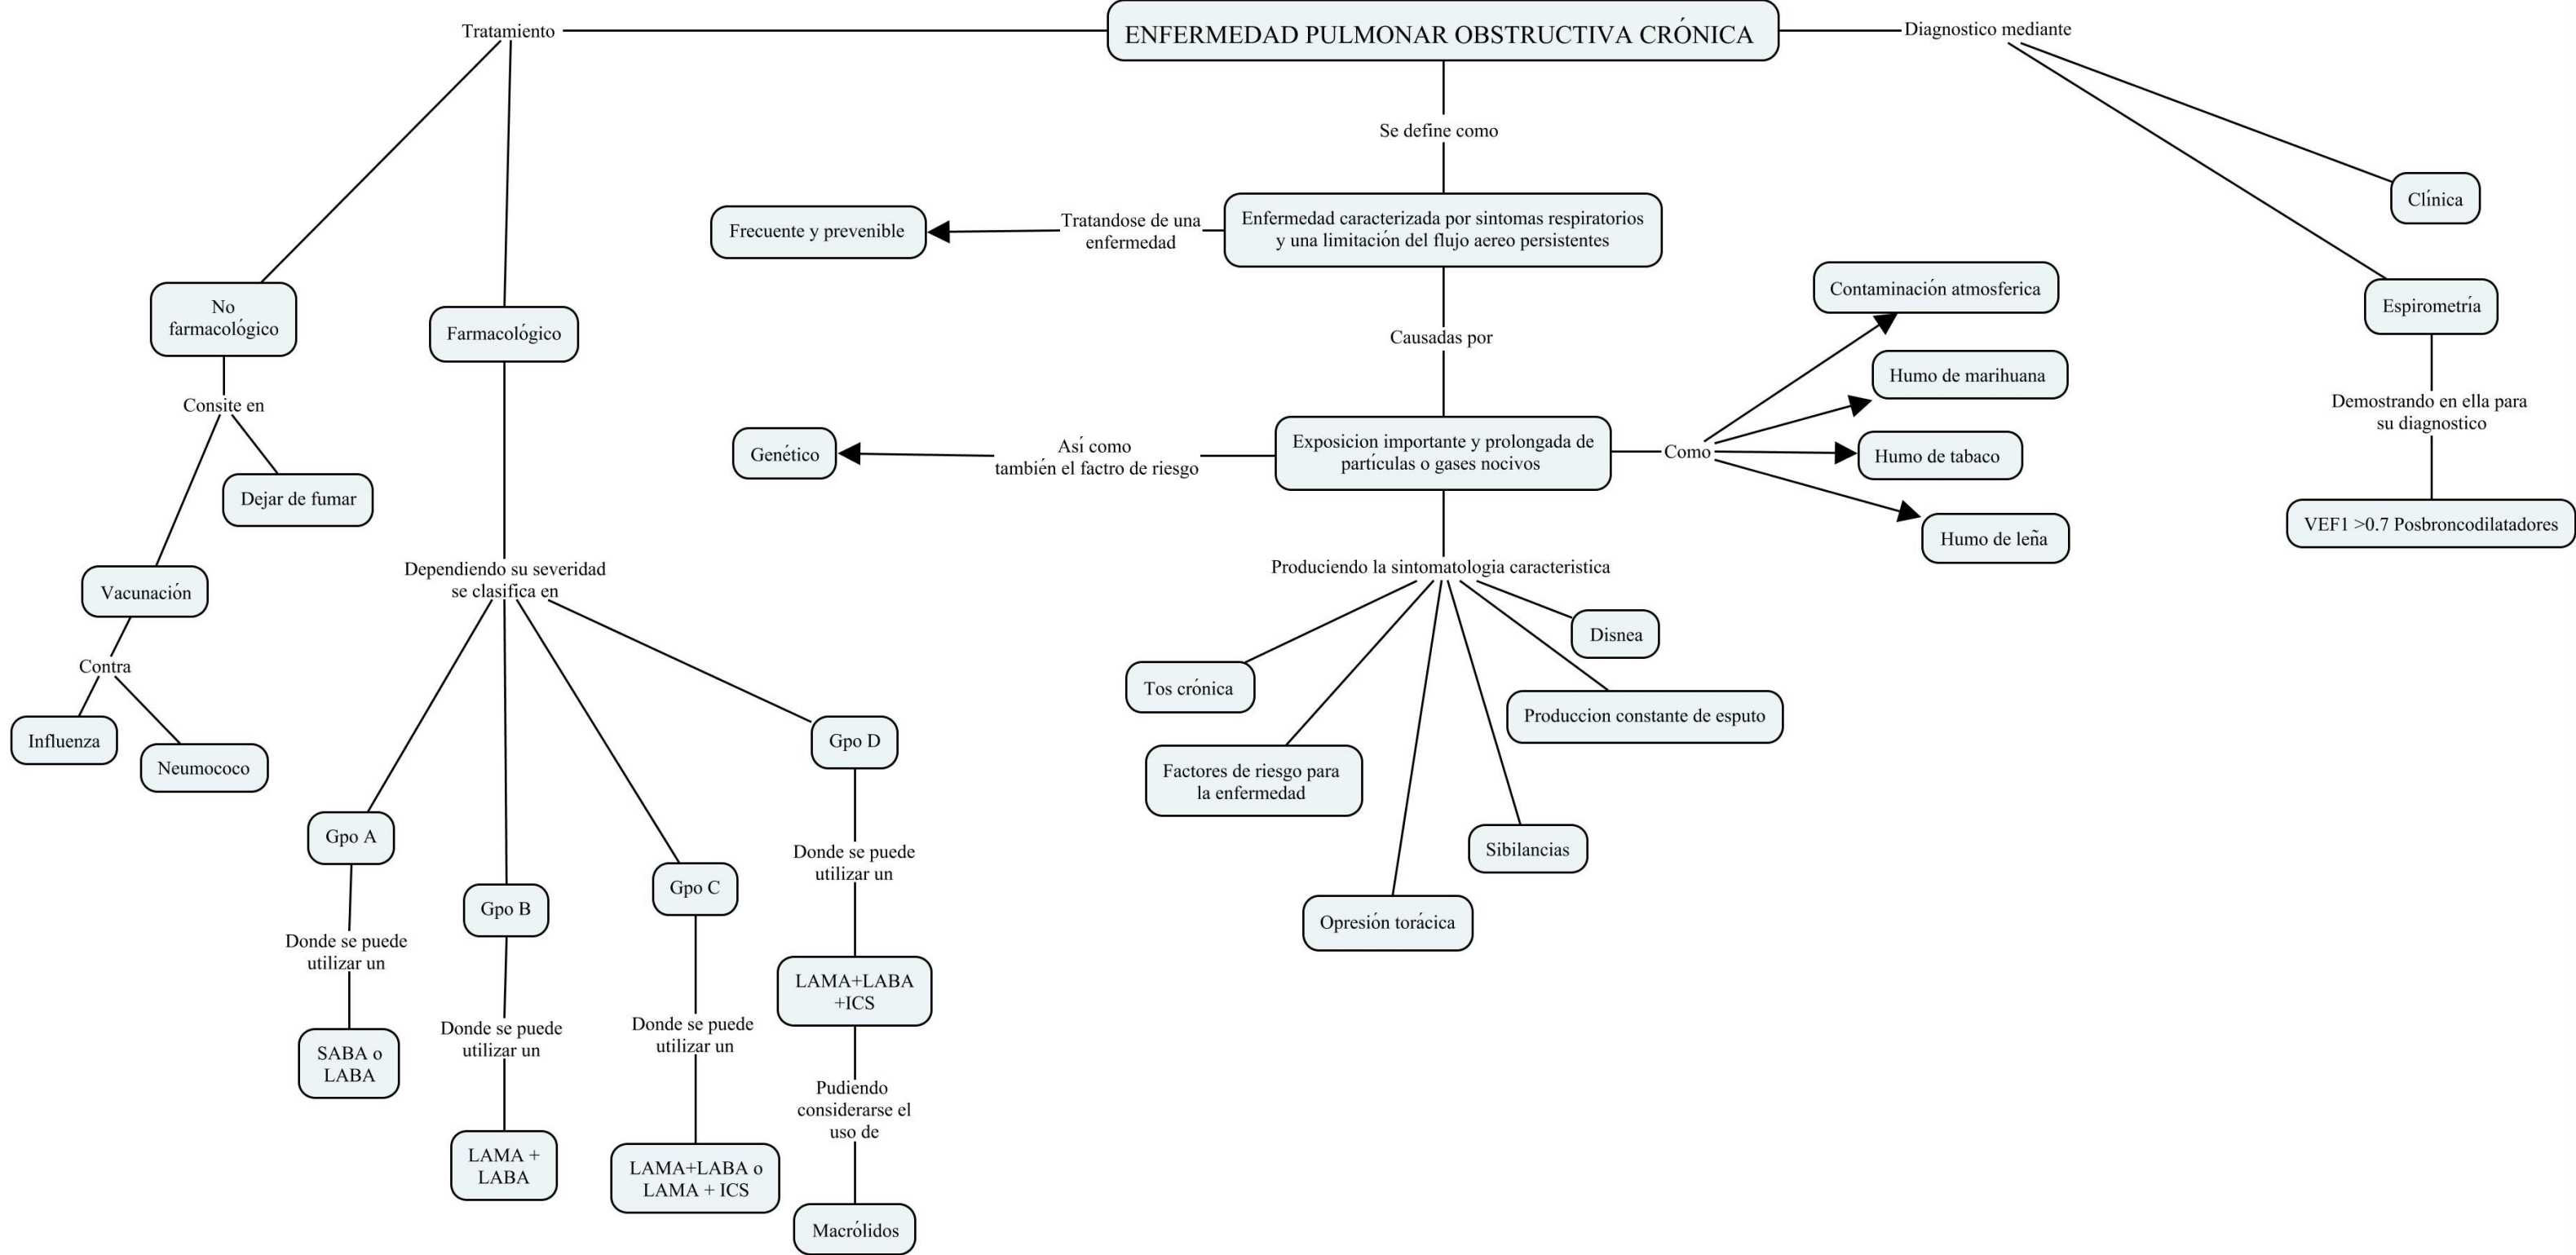 ENFERMEDAD PULMONAR OBSTRUCTIVA CRÓNICA
Tratamiento
Diagnostico mediante
Se define como
Enfermedad caracterizada por sintomas respiratorios
y una limitación del flujo aereo persistentes
Tratandose de una
enfermedad
Frecuente y prevenible
Causadas por
Exposicion importante y prolongada de
partículas o gases nocivos
Así como
también el factro de riesgo
Genético
Como
Contaminación atmosferica
Humo de marihuana
Humo de tabaco
Humo de leña
Produciendo la sintomatologia caracteristica
Tos crónica
Factores de riesgo para
la enfermedad
Opresión torácica
Sibilancias
Produccion constante de esputo
Disnea
Clínica
Espirometría
Demostrando en ella para
su diagnostico
VEF1 >0.7 Posbroncodilatadores
No
farmacológico
Consite en
Dejar de fumar
Vacunación
Contra
Influenza
Neumococo
Farmacológico
Dependiendo su severidad
se clasifica en
Gpo A
Donde se puede
utilizar un
SABA o
LABA
Gpo B
Donde se puede
utilizar un
LAMA +
LABA
Gpo C
Donde se puede
utilizar un
LAMA+LABA o
LAMA + ICS
Gpo D
Donde se puede
utilizar un
LAMA+LABA
+ICS
Pudiendo
considerarse el
uso de
Macrólidos